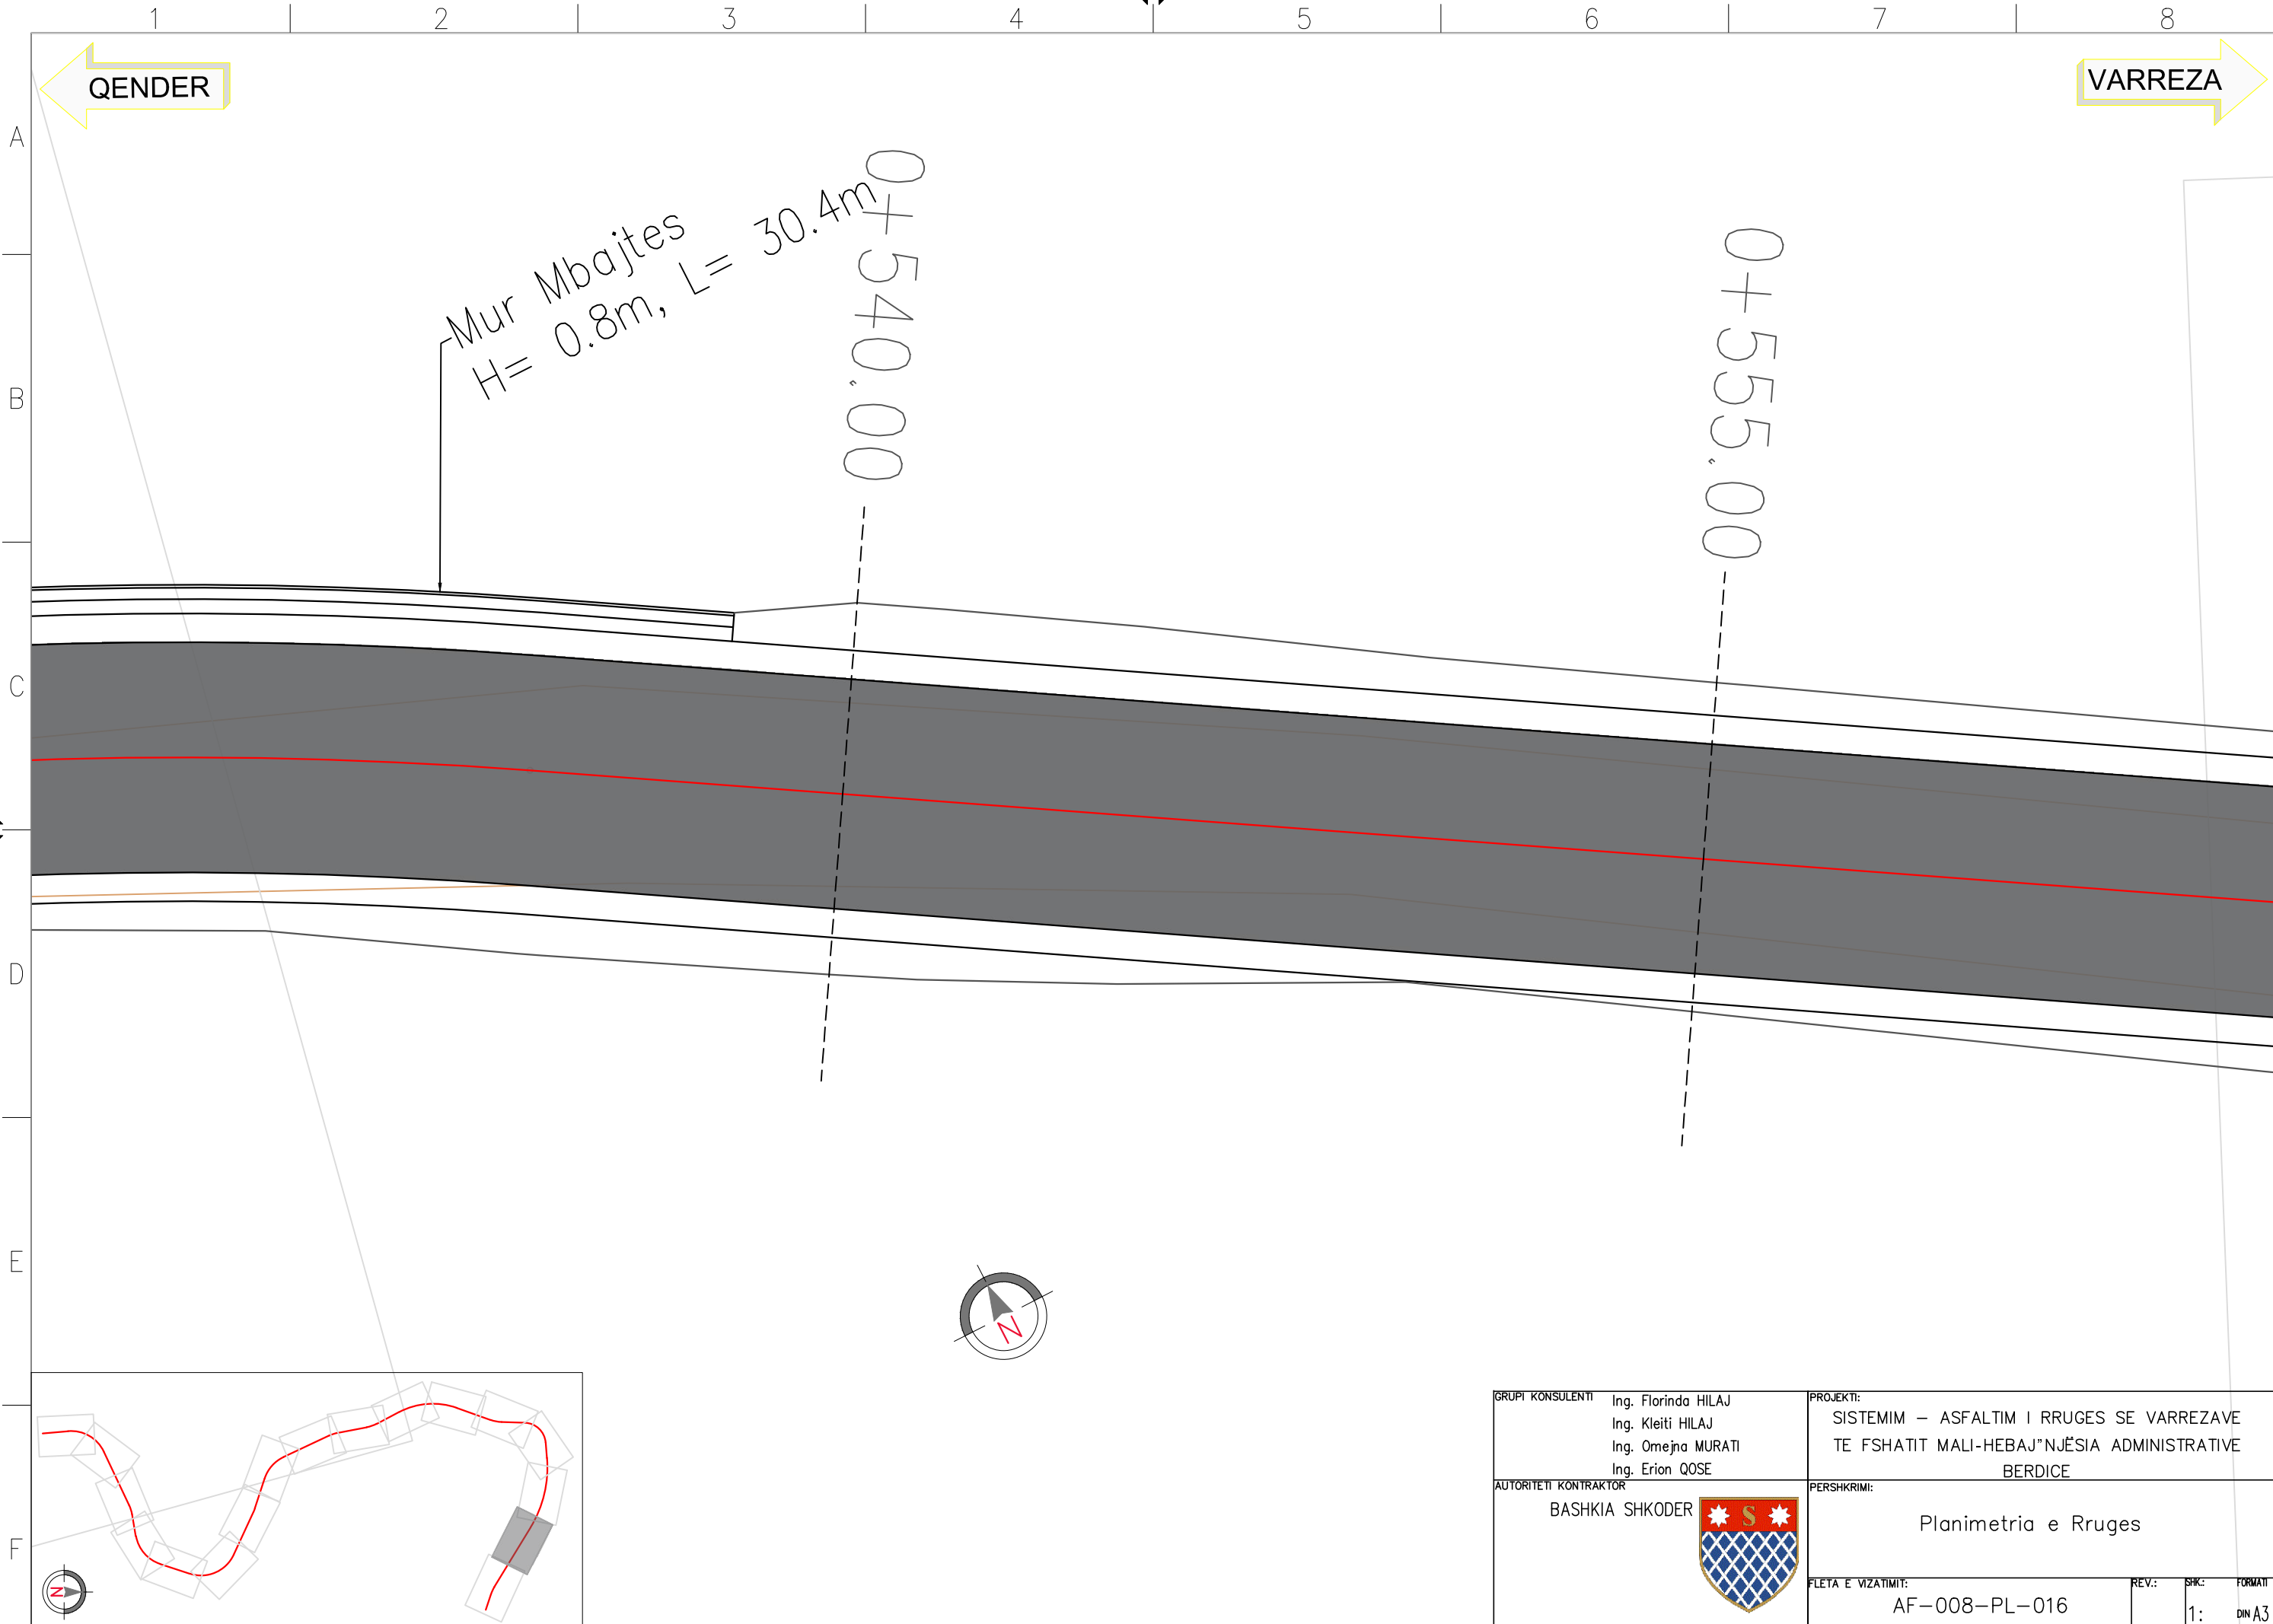 1 2 3 4 5 6 7 8
QENDER
VARREZA
A
B
C
D
E
F
Mur Mbajtes
H= 0.8m, L= 30.4m
0+540.00
0+555.00
N
N
GRUPI KONSULENTI
Ing. Florinda HILAJ
Ing. Kleiti HILAJ
Ing. Omejna MURATI
Ing. Erion QOSE
AUTORITETI KONTRAKTOR
BASHKIA SHKODER
S
PROJEKTI:
SISTEMIM – ASFALTIM I RRUGES SE VARREZAVE
TE FSHATIT MALI-HEBAJ"NJËSIA ADMINISTRATIVE
BERDICE
PERSHKRIMI:
Planimetria e Rruges
FLETA E VIZATIMIT:
AF-008-PL-016
REV.:
SHK.:
1:
FORMATI
DIN A3